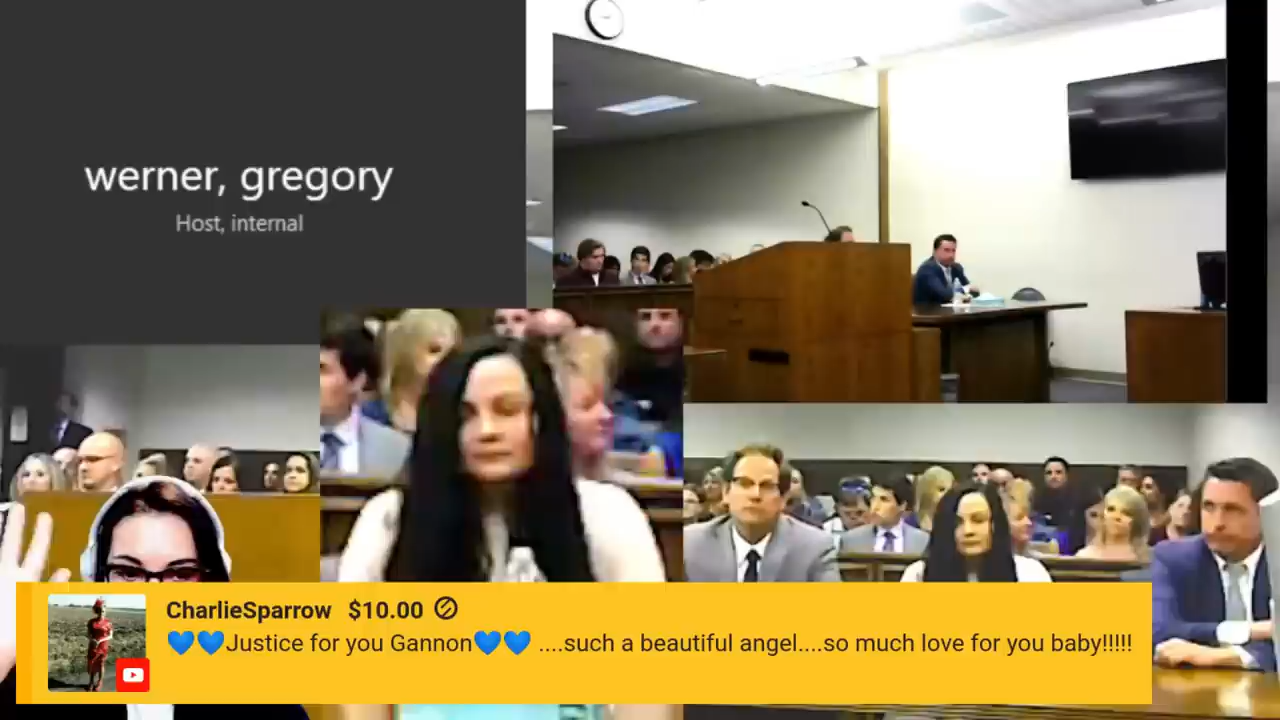 werner, gregory
Host, internal
CharlieSparrow $10.00
💙💙Justice for you Gannon💙💙 ....such a beautiful angel....so much love for you baby!!!!!